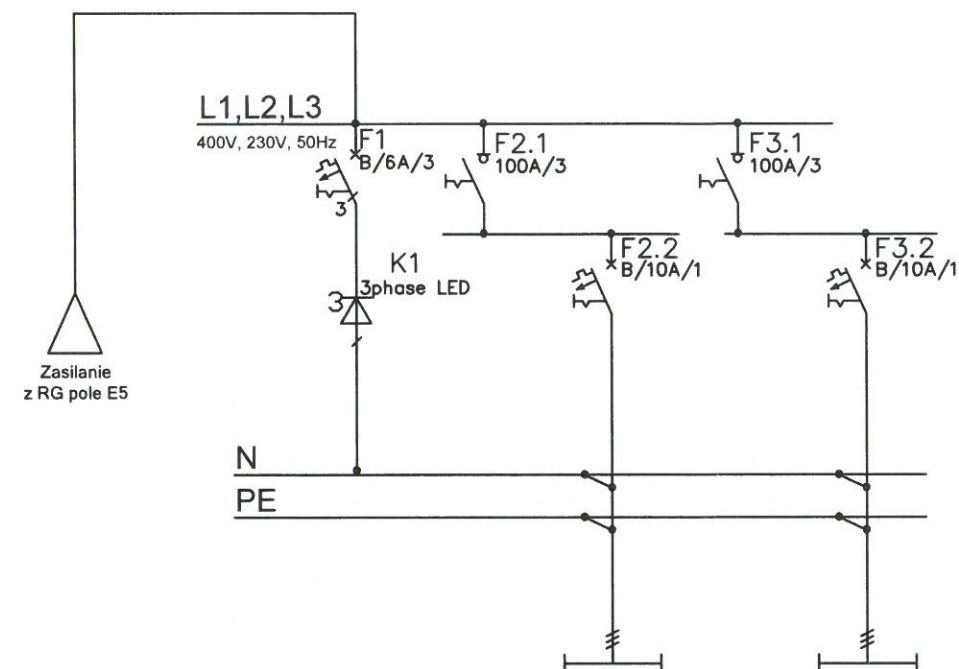 L1,L2,L3
400V, 230V, 50Hz
F1
B/6A/3
3
F2.1
100A/3
F3.1
100A/3
F2.2
B/10A/1
F3.2
B/10A/1
K1
3phase LED
3
Zasilanie
z RG pole E5
N
PE